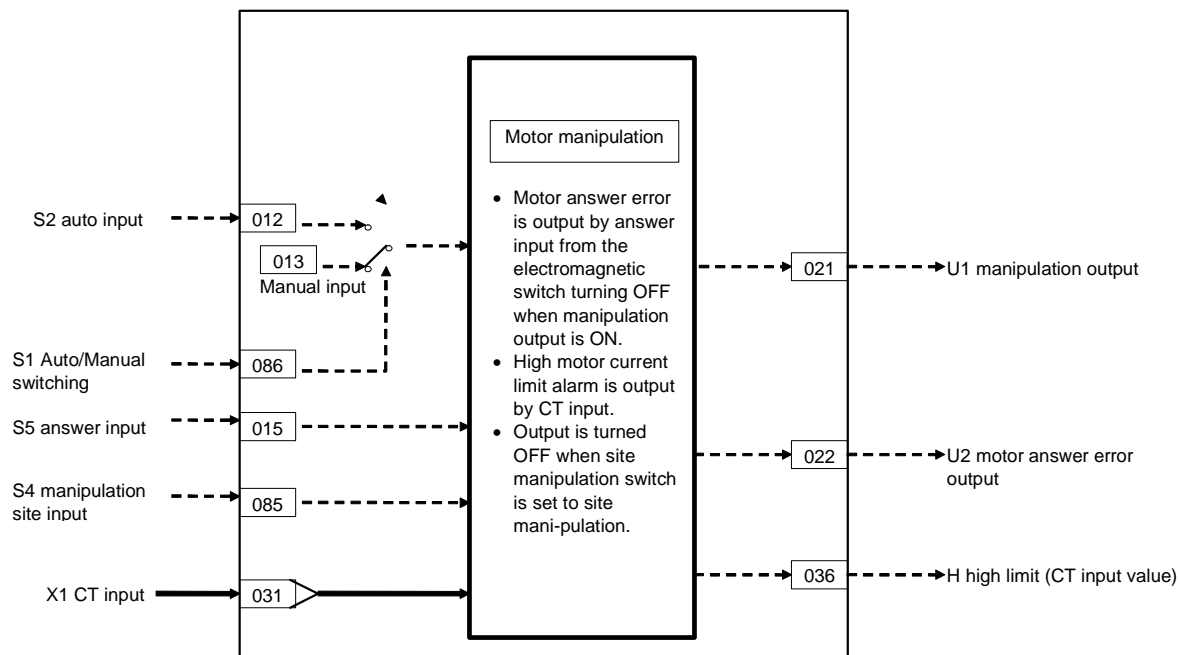 Motor manipulation
• Motor answer error
is output by answer
input from the
electromagnetic
switch turning OFF
when manipulation
output is ON.
• High motor current
limit alarm is output
by CT input.
• Output is turned
OFF when site
manipulation switch
is set to site
mani-pulation.
S2 auto input
012
013
Manual input
S1 Auto/Manual
switching
086
S5 answer input
015
S4 manipulation
site input
085
X1 CT input
031
021
U1 manipulation output
022
U2 motor answer error
output
036
H high limit (CT input value)